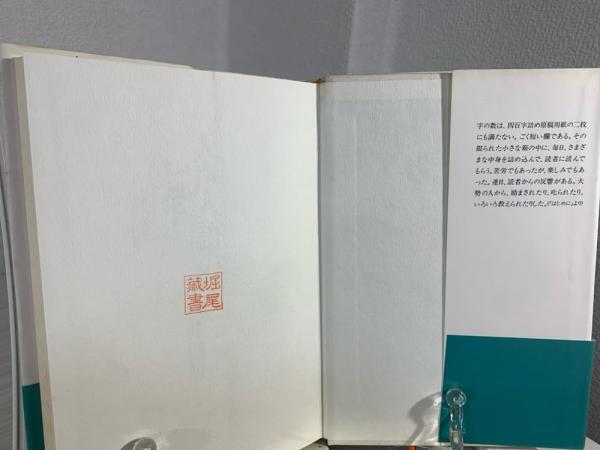 字の数は、四百字詰め原稿用紙の二枚
にも満たない。ごく短い欄である。その
限られた小さな箱の中に、毎日、さまざ
まな中身を詰め込んで、読者に読んで
もらう。苦労でもあったが、楽しみでもあ
った。連日、読者からの反響がある。大
勢の人から、励まされたり、叱られたり、
いろいろ教えられたりした。(「はじめに」より)
堀尾
蔵書